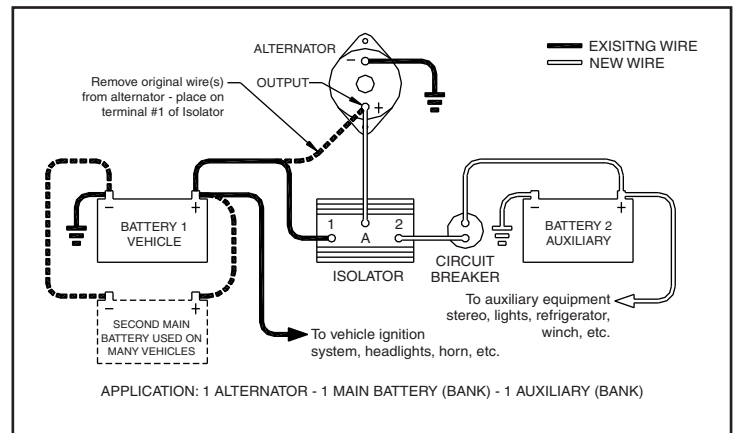 ALTERNATOR
EXISITNG WIRE
NEW WIRE
Remove original wire(s)
from alternator - place on
terminal #1 of Isolator
OUTPUT
−
+
−
+
BATTERY 1
VEHICLE
1
A
2
ISOLATOR
CIRCUIT
BREAKER
−
+
BATTERY 2
AUXILIARY
−
+
SECOND MAIN
BATTERY USED ON
MANY VEHICLES
To vehicle ignition
system, headlights, horn, etc.
To auxiliary equipment
stereo, lights, refrigerator,
winch, etc.
APPLICATION: 1 ALTERNATOR - 1 MAIN BATTERY (BANK) - 1 AUXILIARY (BANK)